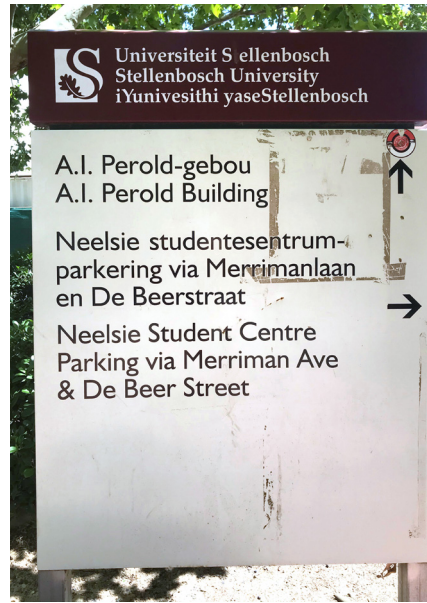 Universiteit S ellenbosch
Stellenbosch University
iYunivesithi yaseStellenbosch
A.I. Perold-gebou
A.I. Perold Building
Neelsie studentesentrum-
parkering via Merrimanlaan
en De Beerstraat
Neelsie Student Centre
Parking via Merriman Ave
& De Beer Street